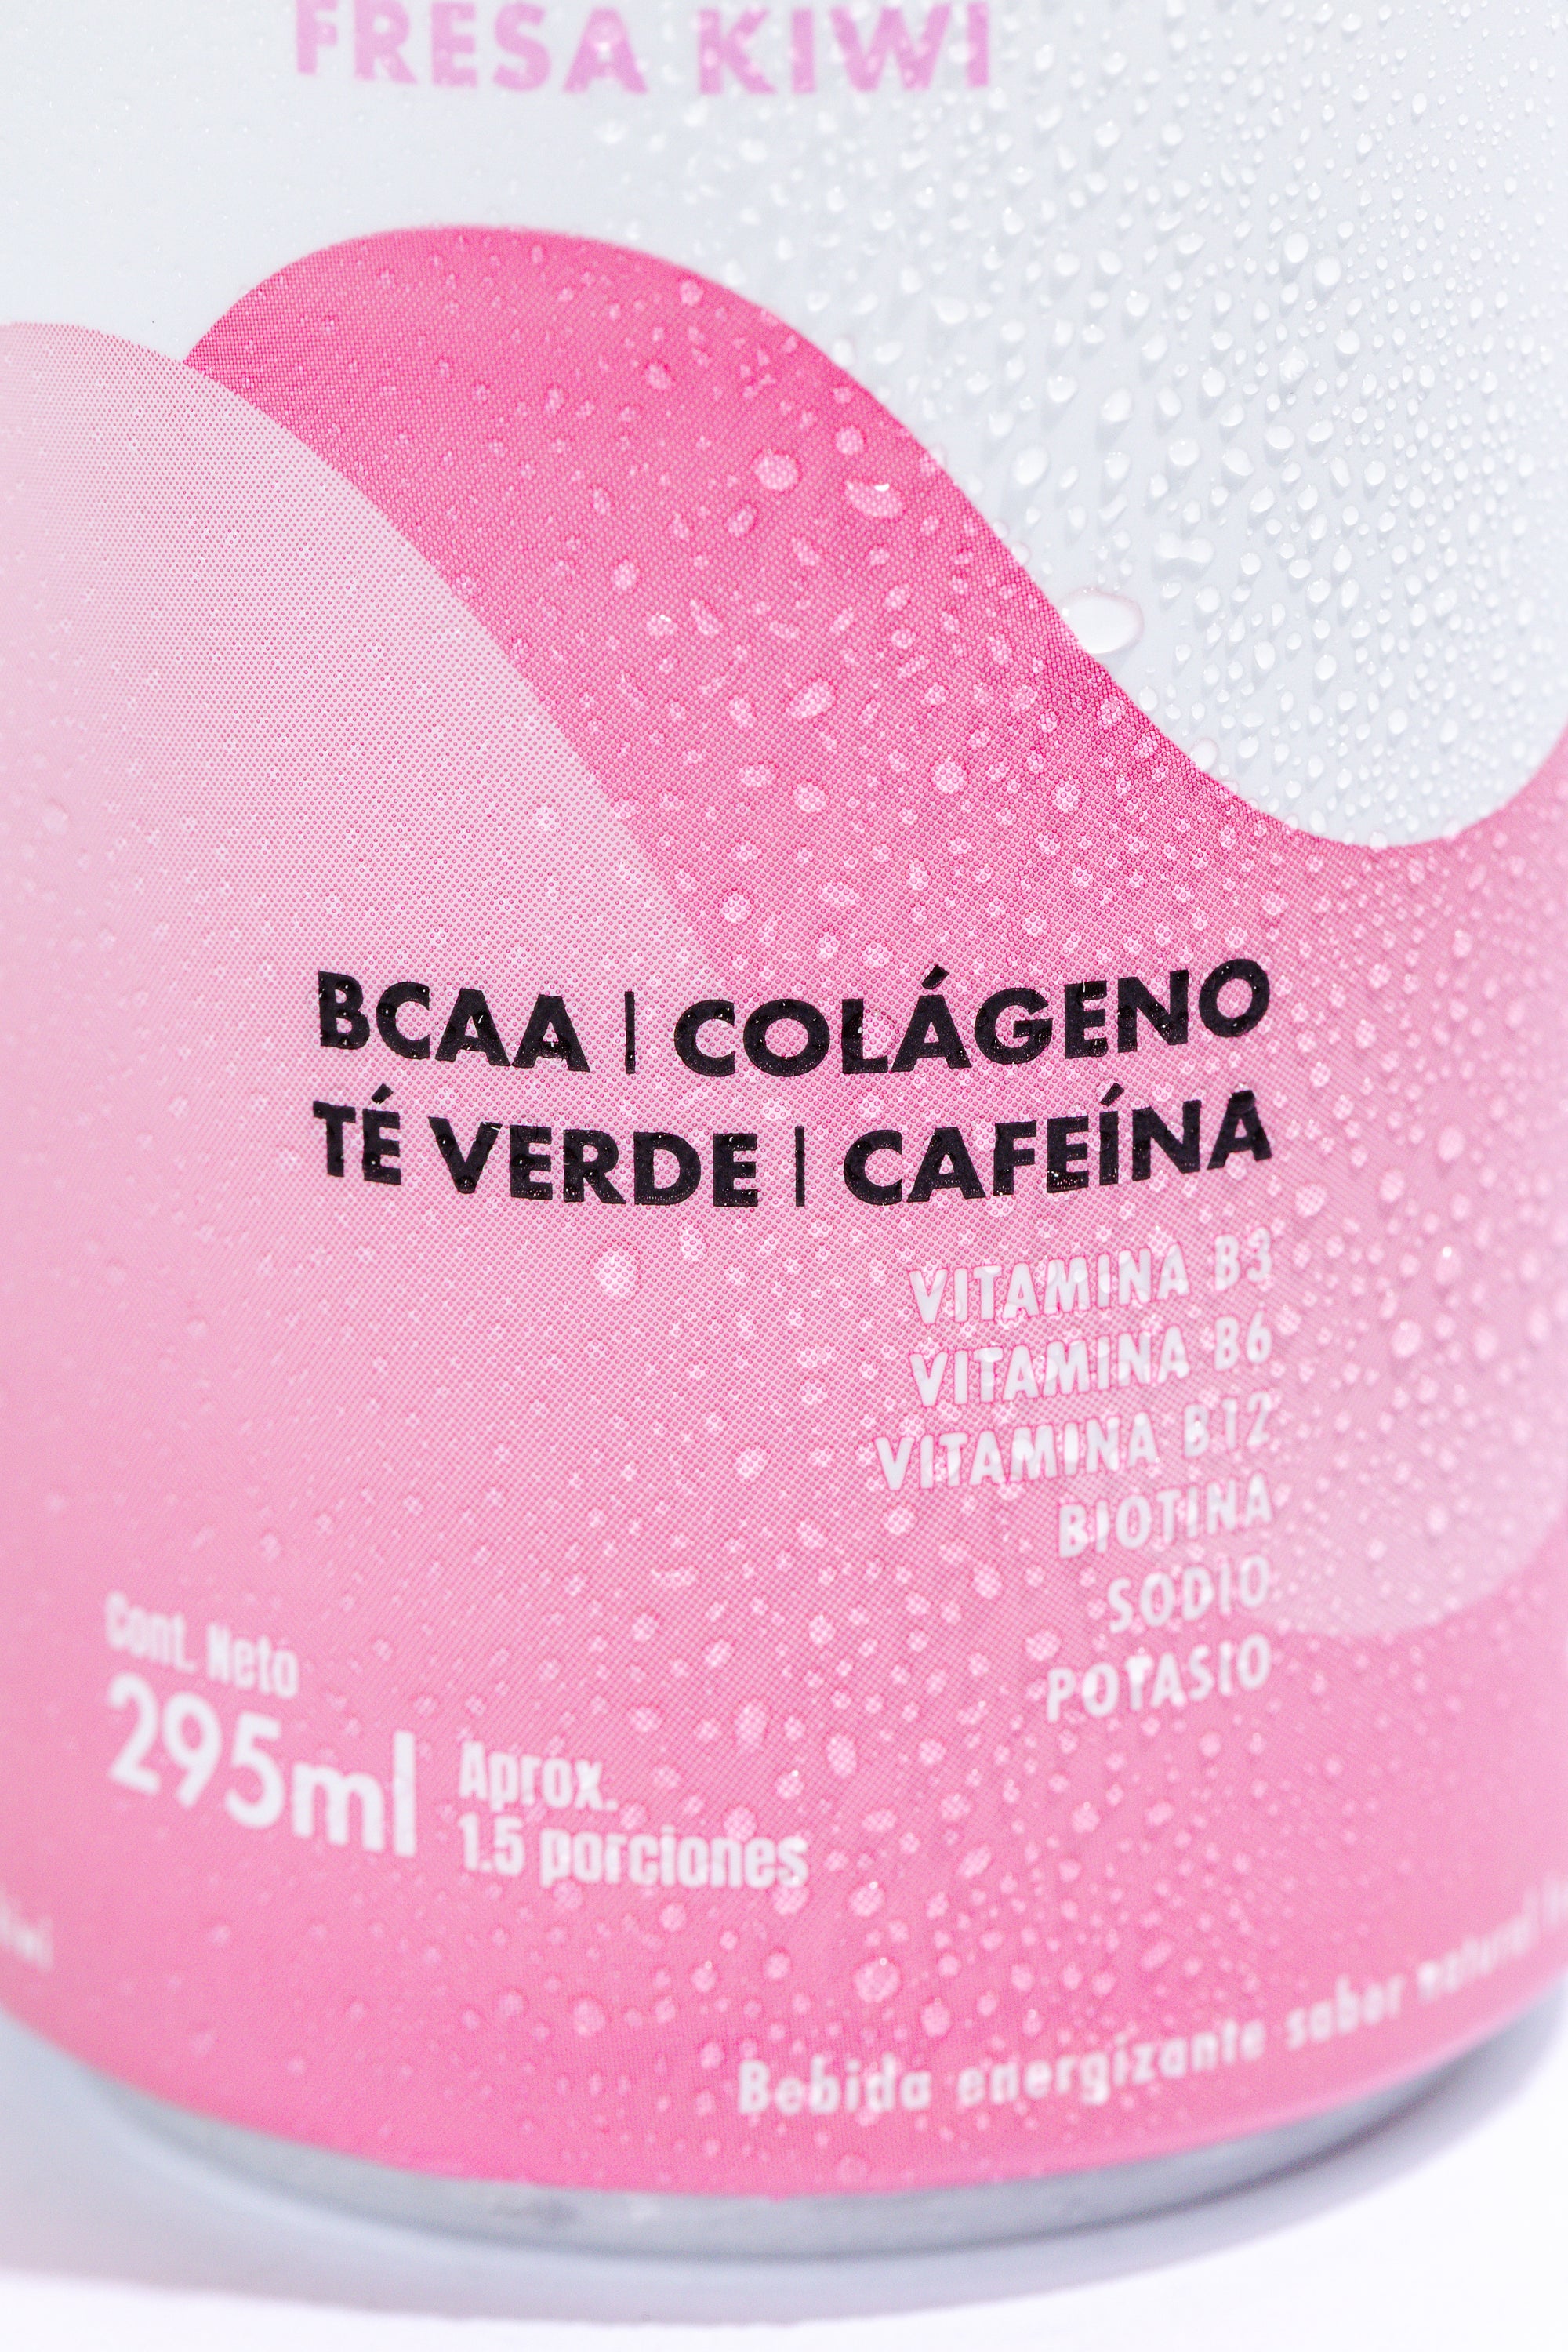 FRESA KIWI
BCAA | COLÁGENO
TÉ VERDE | CAFEÍNA
VITAMINA B3
VITAMINA B6
VITAMINA B12
BIOTINA
SODIO
POTASIO
Cont. Neto
295ml
Aprox.
1.5 porciones
Bebida energizante sabor natural